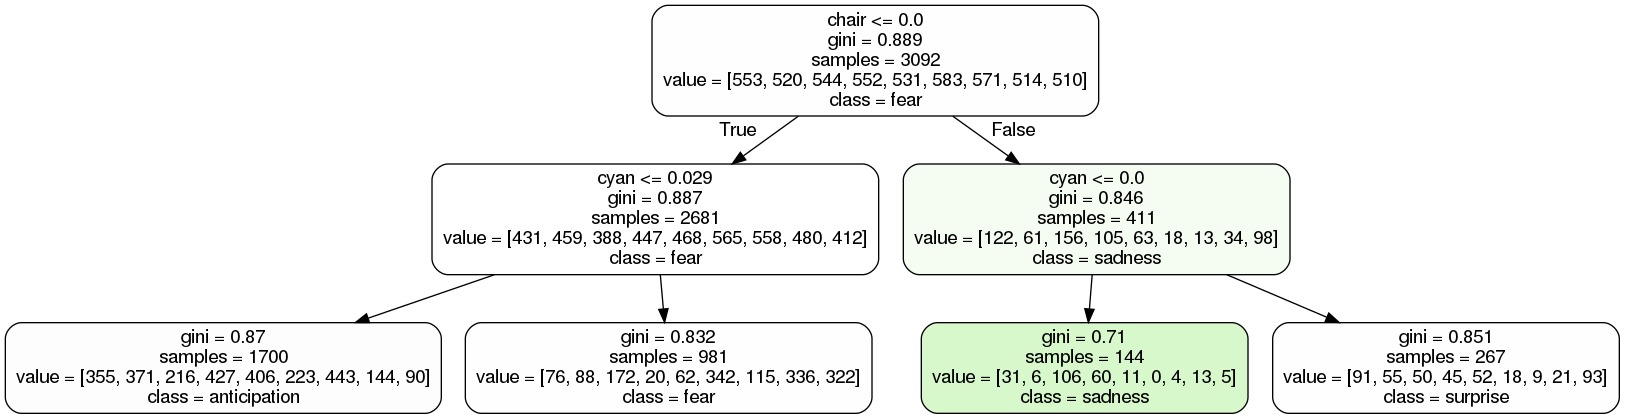 chair <= 0.0
gini = 0.889
samples = 3092
value = [553, 520, 544, 552, 531, 583, 571, 514, 510]
class = fear
True
False
cyan <= 0.029
gini = 0.887
samples = 2681
value = [431, 459, 388, 447, 468, 565, 558, 480, 412]
class = fear
cyan <= 0.0
gini = 0.846
samples = 411
value = [122, 61, 156, 105, 63, 18, 13, 34, 98]
class = sadness
gini = 0.87
samples = 1700
value = [355, 371, 216, 427, 406, 223, 443, 144, 90]
class = anticipation
gini = 0.832
samples = 981
value = [76, 88, 172, 20, 62, 342, 115, 336, 322]
class = fear
gini = 0.71
samples = 144
value = [31, 6, 106, 60, 11, 0, 4, 13, 5]
class = sadness
gini = 0.851
samples = 267
value = [91, 55, 50, 45, 52, 18, 9, 21, 93]
class = surprise